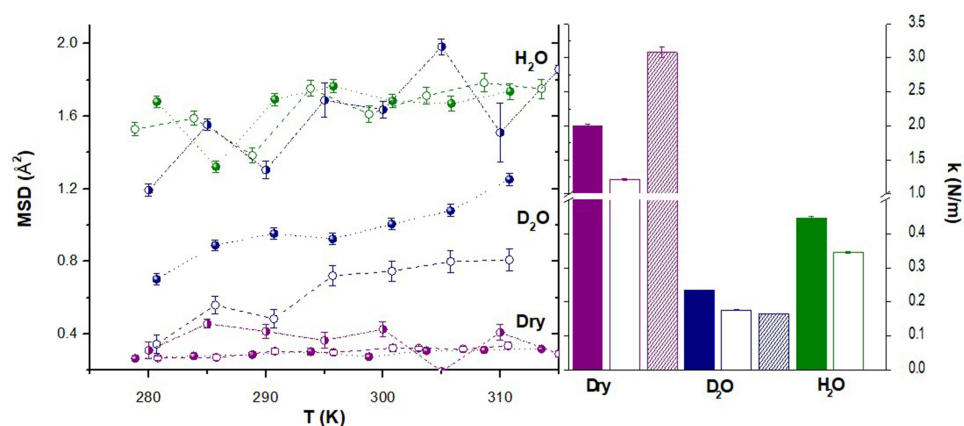 MSD (Å²)
2.0
1.6
1.2
0.8
0.4
H₂O
D₂O
Dry
280
290
300
310
T (K)
3.5
3.0
2.5
2.0
1.5
1.0
0.4
0.3
0.2
0.1
0.0
k (N/m)
Dry
D₂O
H₂O